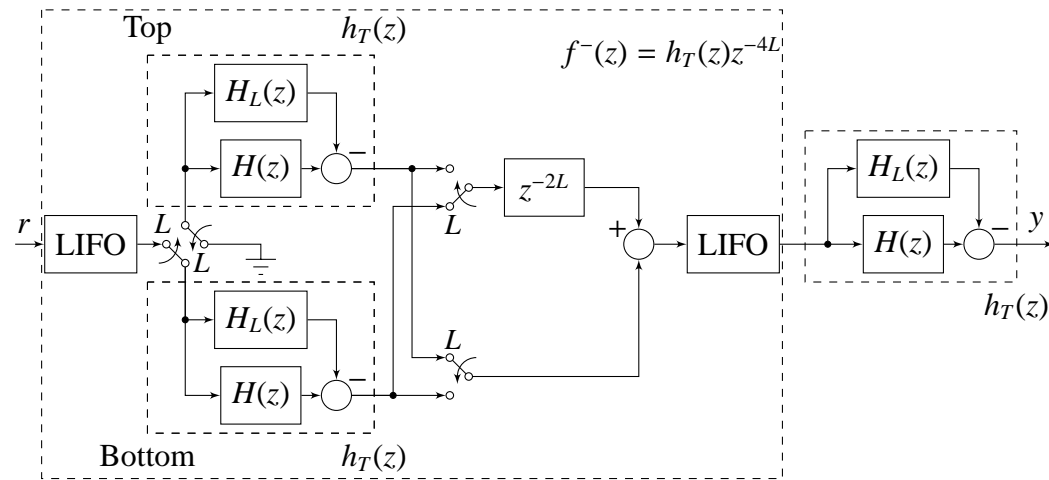 Top
h_T(z)
f^−(z) = h_T(z)z^{−4L}
H_L(z)
H(z)
−
z^{−2L}
L
r
LIFO
L
L
+
LIFO
H_L(z)
H(z)
−
y
h_T(z)
H_L(z)
H(z)
−
L
Bottom
h_T(z)